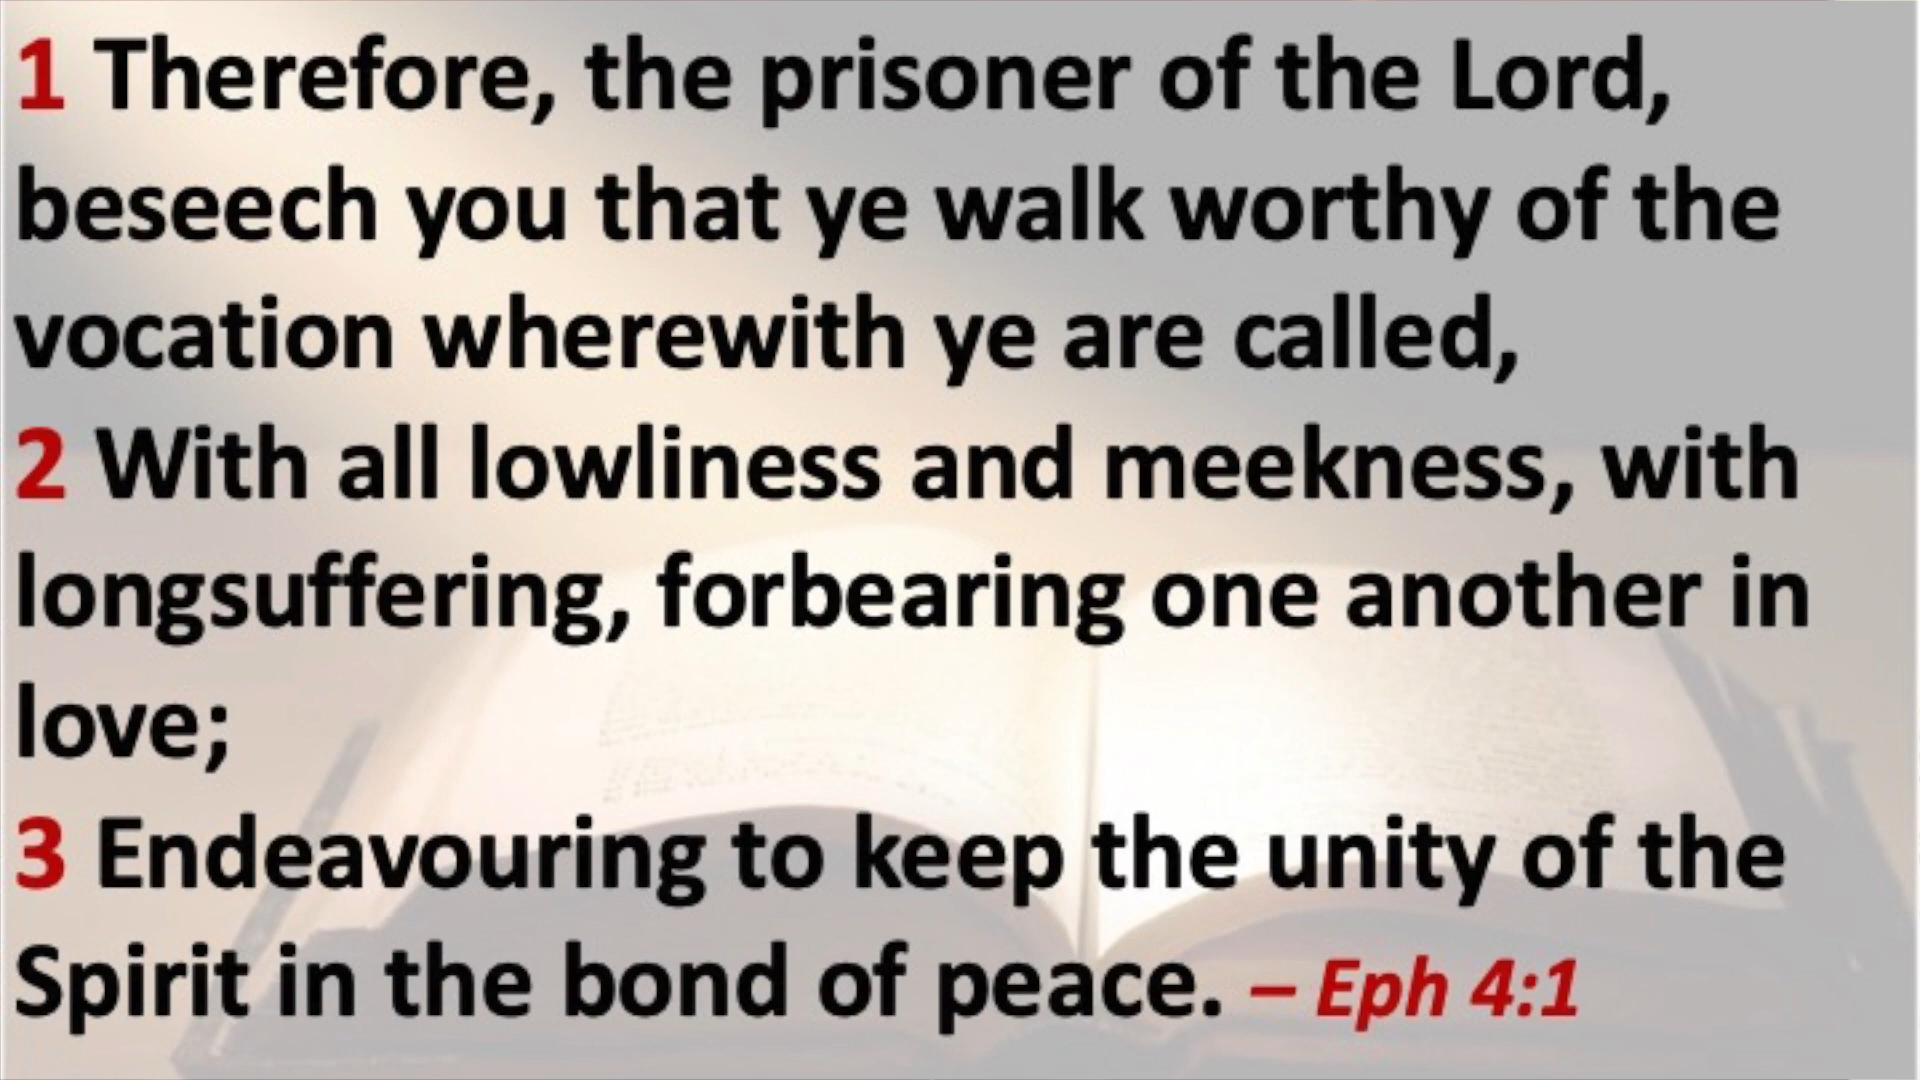 1 Therefore, the prisoner of the Lord,
beseech you that ye walk worthy of the
vocation wherewith ye are called,
2 With all lowliness and meekness, with
longsuffering, forbearing one another in
love;
3 Endeavouring to keep the unity of the
Spirit in the bond of peace. – Eph 4:1